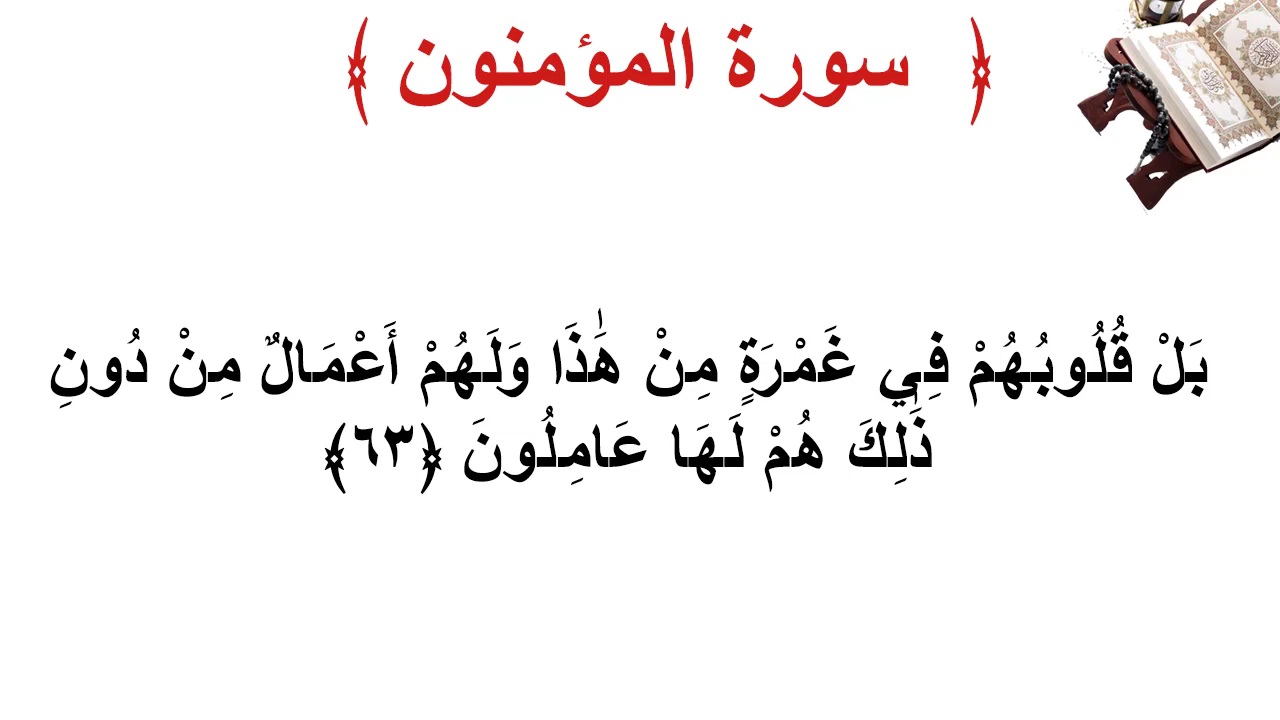 ﴿ سورة المؤمنون ﴾
بَلْ قُلُوبُهُمْ فِي غَمْرَةٍ مِنْ هَٰذَا وَلَهُمْ أَعْمَالٌ مِنْ دُونِ
ذَٰلِكَ هُمْ لَهَا عَامِلُونَ ﴿٦٣﴾